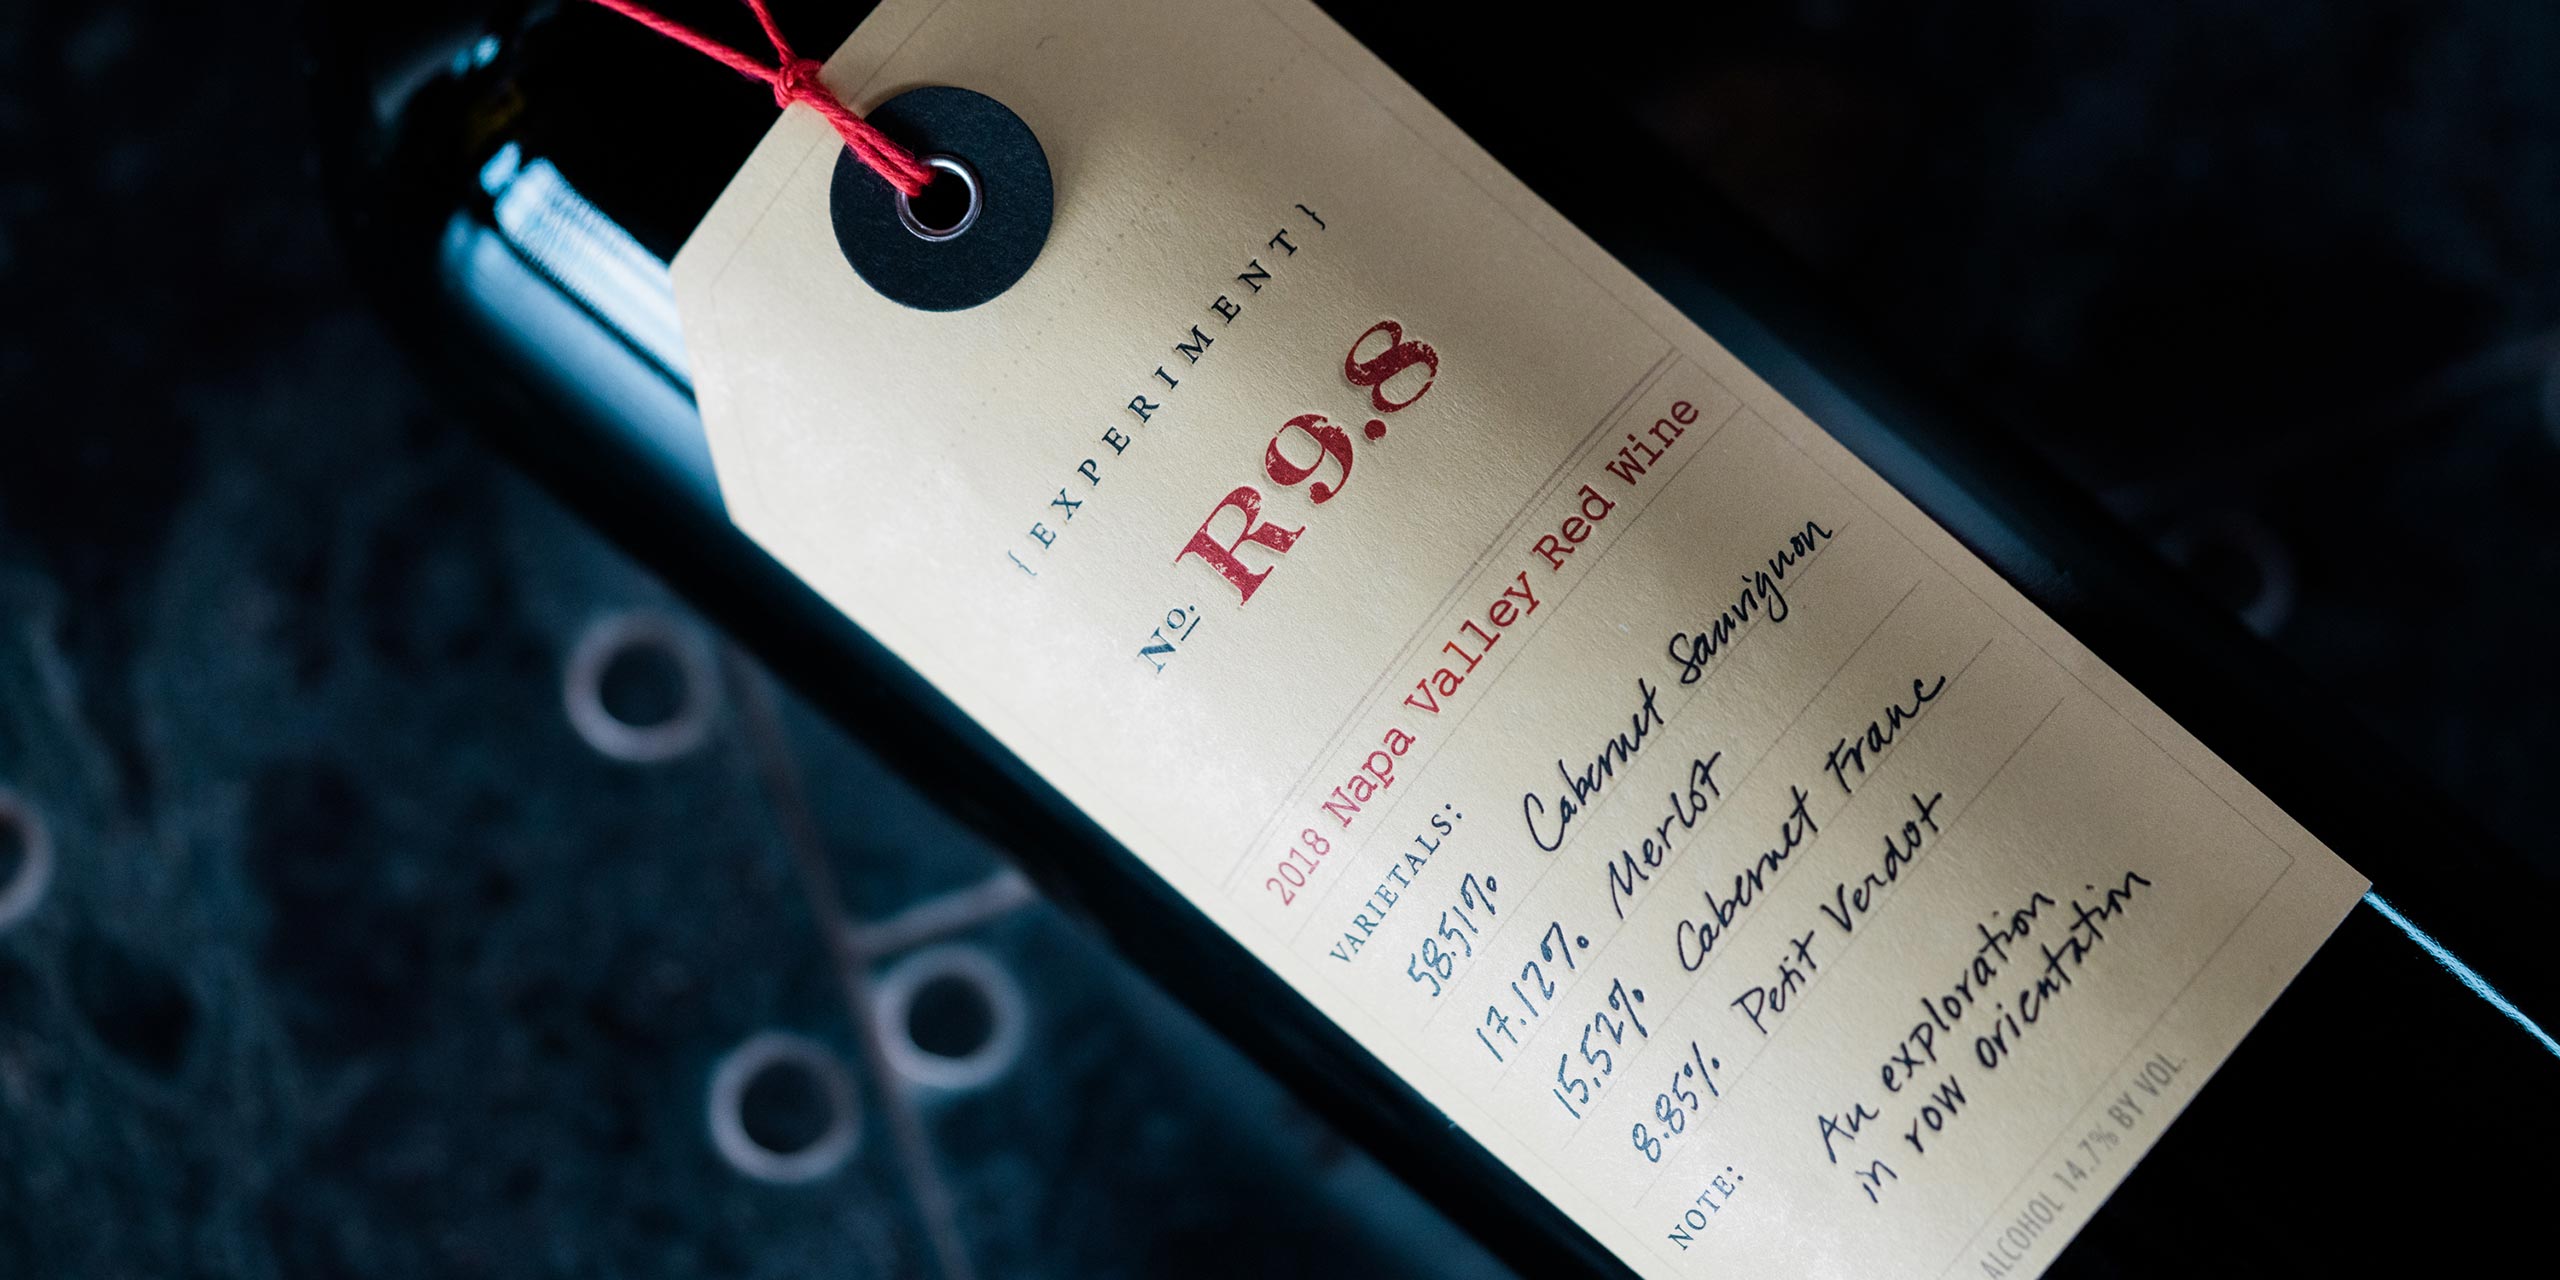 { EXPERIMENT }
No. R9.8
2018 Napa Valley Red Wine
VARIETALS:
58.51% Cabernet Sauvignon
17.12% Merlot
15.52% Cabernet Franc
8.85% Petit Verdot
NOTE:
An exploration
in row orientation
ALCOHOL 14.7% BY VOL.